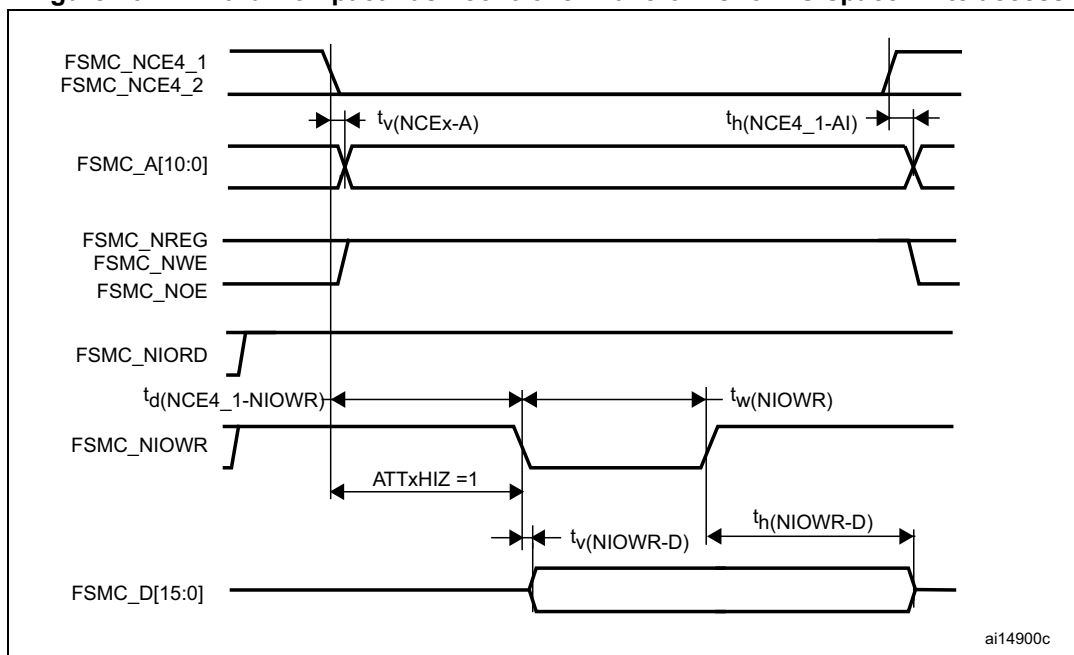 FSMC_NCE4_1
FSMC_NCE4_2
tv(NCEx-A)
th(NCE4_1-AI)
FSMC_A[10:0]
FSMC_NREG
FSMC_NWE
FSMC_NOE
FSMC_NIORD
td(NCE4_1-NIOWR)
tw(NIOWR)
FSMC_NIOWR
ATTxHIZ =1
th(NIOWR-D)
tv(NIOWR-D)
FSMC_D[15:0]
ai14900c